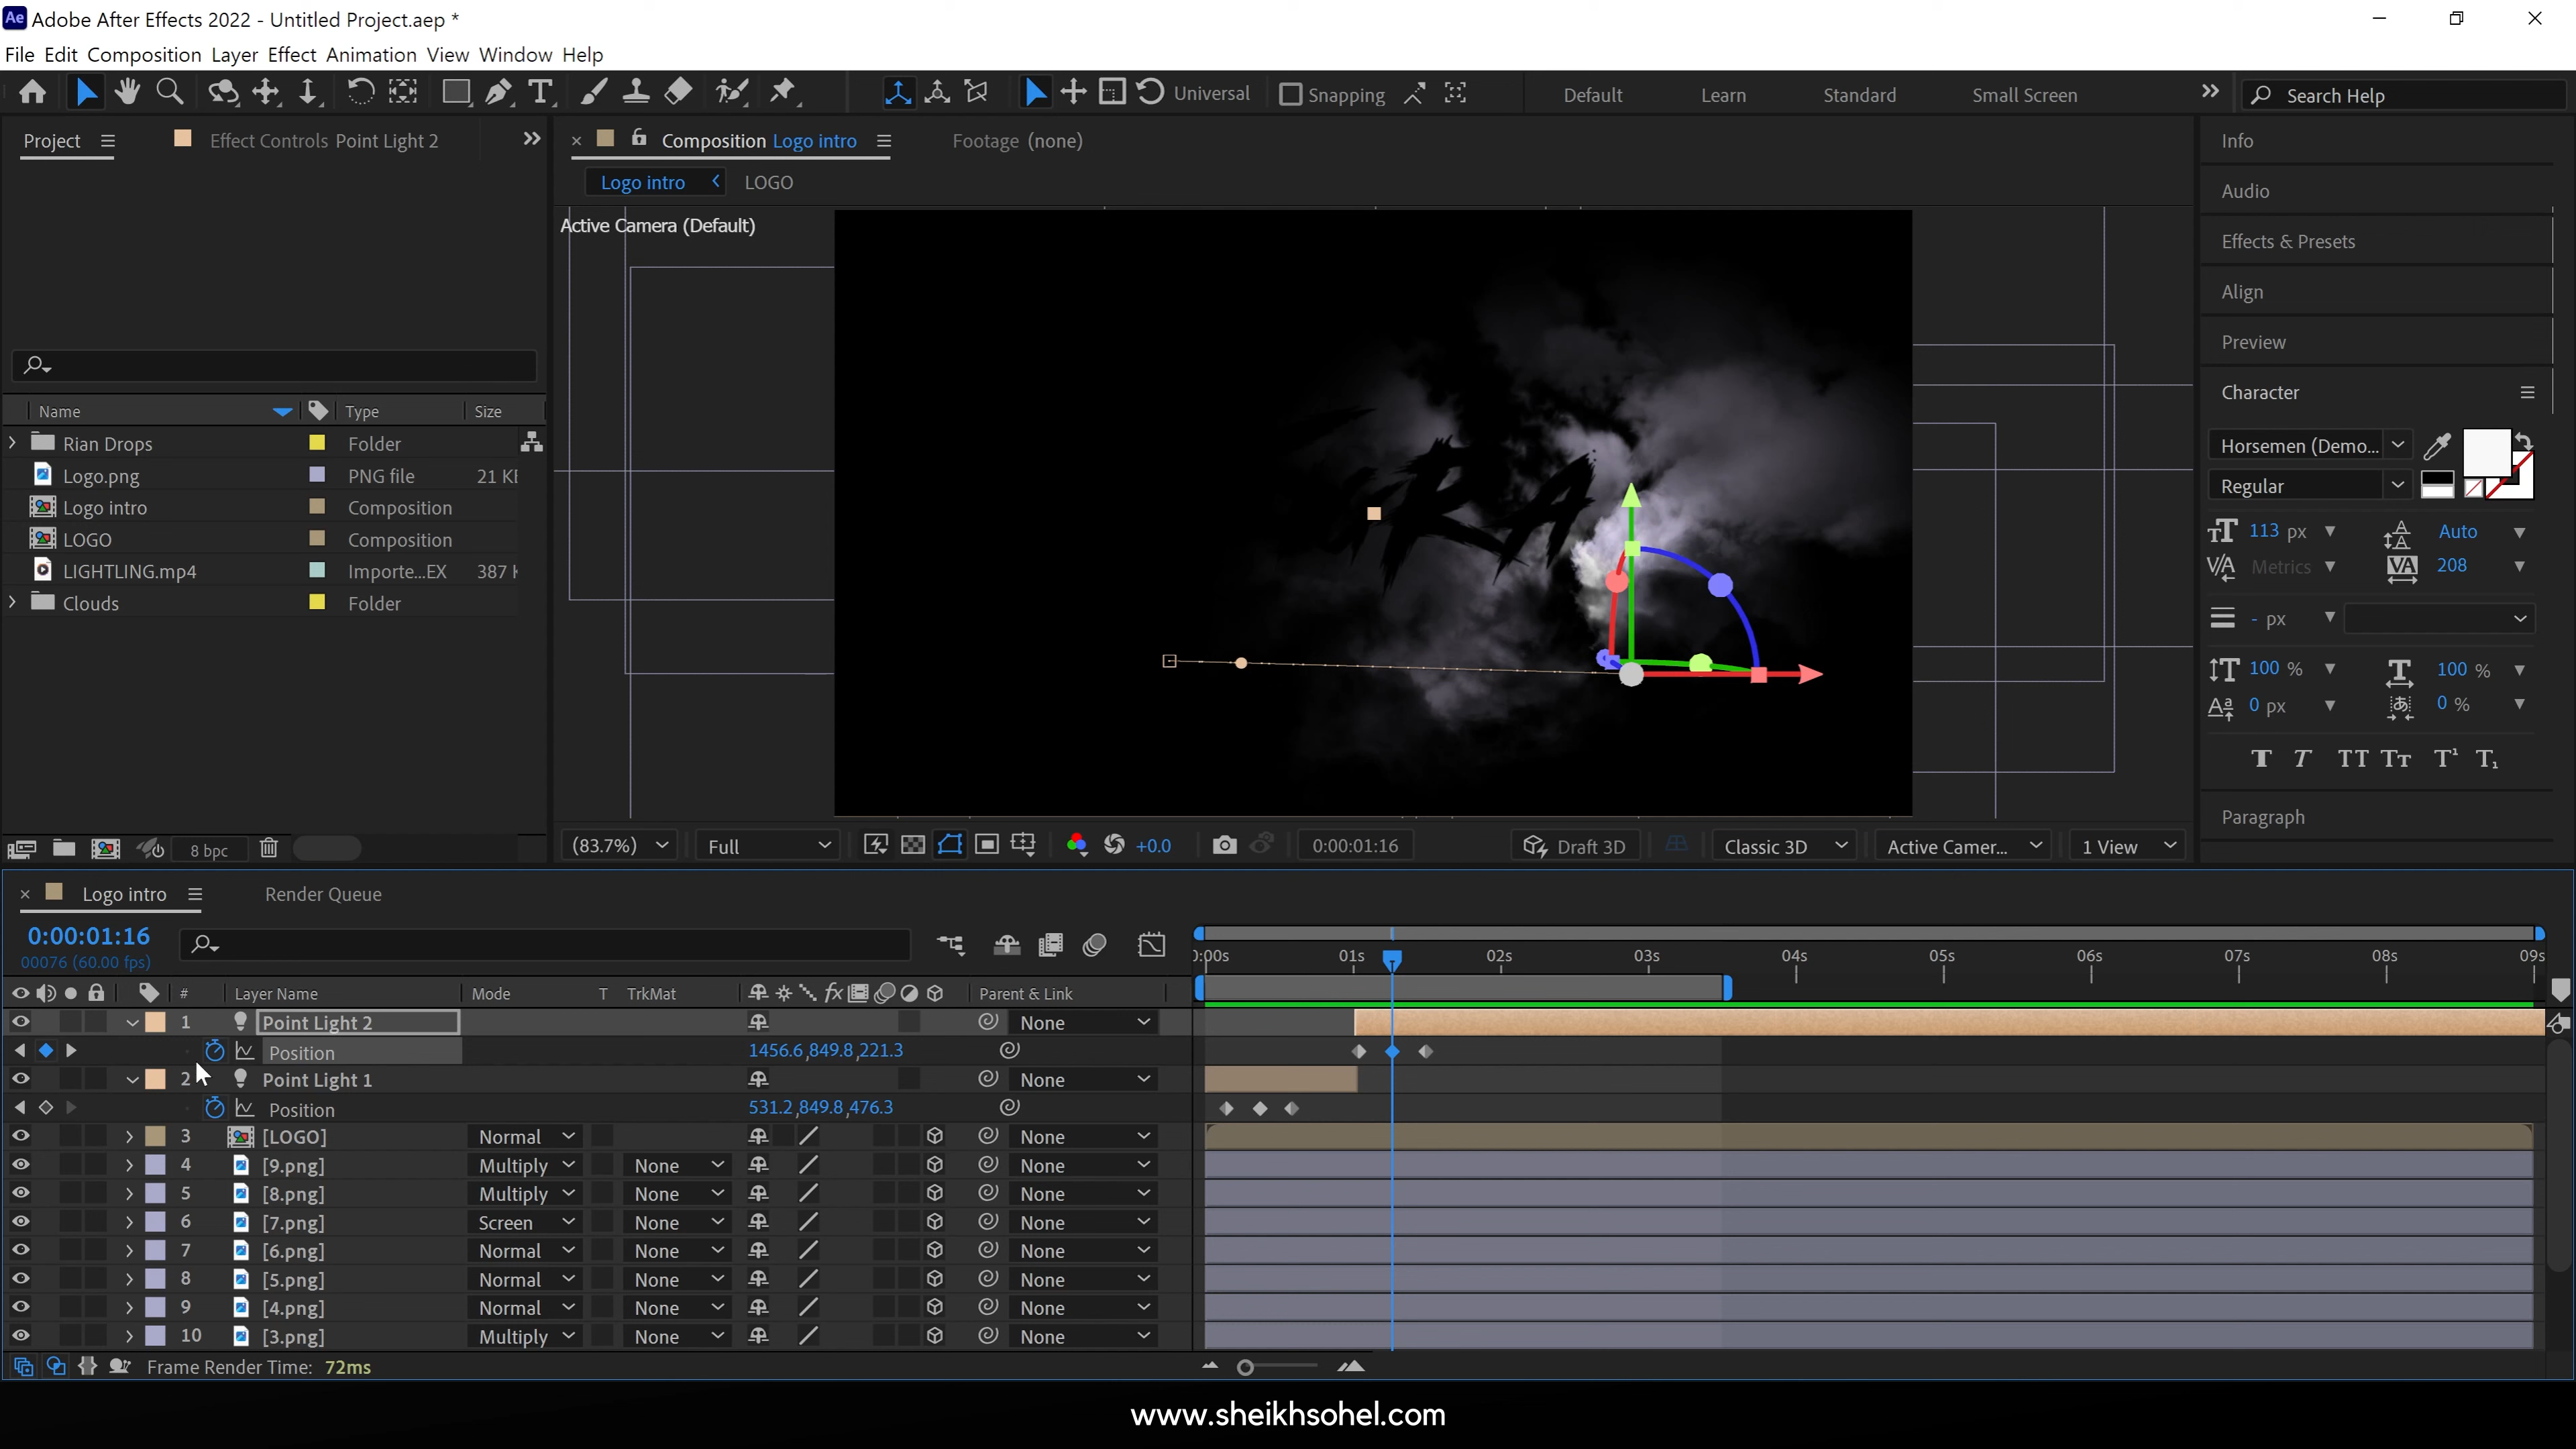 Ae Adobe After Effects 2022 - Untitled Project.aep *
File Edit Composition Layer Effect Animation View Window Help
Universal Snapping Default Learn Standard Small Screen Search Help
Project Effect Controls Point Light 2
Composition Logo intro Footage (none)
Logo intro LOGO
Active Camera (Default)
RA
Name Type Size
Rian Drops Folder
Logo.png PNG file 21 KE
Logo intro Composition
LOGO Composition
LIGHTLING.mp4 Importe...EX 387 K
Clouds Folder
8 bpc
(83.7%) Full +0.0 0:00:01:16 Draft 3D Classic 3D Active Camer... 1 View
Info
Audio
Effects & Presets
Align
Preview
Character
Horsemen (Demo...
Regular
113 px Auto
Metrics 208
- px
100 % 100 %
0 px 0 %
T T TT Tt T¹ T₁
Paragraph
Logo intro Render Queue
0:00:01:16
00076 (60.00 fps)
0:00s 01s 02s 03s 04s 05s 06s 07s 08s 09s
# Layer Name Mode T TrkMat fx Parent & Link
1 Point Light 2 None
Position 1456.6,849.8,221.3
2 Point Light 1 None
Position 531.2,849.8,476.3
3 [LOGO] Normal None
4 [9.png] Multiply None None
5 [8.png] Multiply None None
6 [7.png] Screen None None
7 [6.png] Normal None None
8 [5.png] Normal None None
9 [4.png] Normal None None
10 [3.png] Multiply None None
Frame Render Time: 72ms
www.sheikhsohel.com